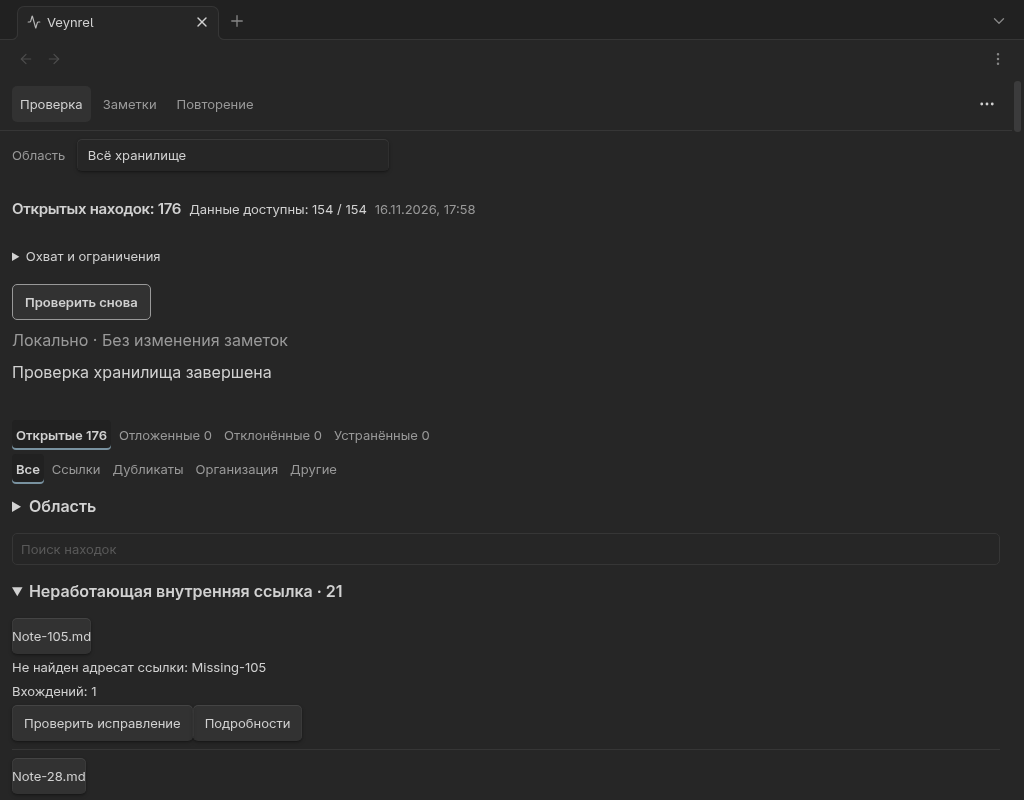 Veynrel
Проверка Заметки Повторение
Область Всё хранилище
Открытых находок: 176 Данные доступны: 154 / 154 16.11.2026, 17:58
Охват и ограничения
Проверить снова
Локально · Без изменения заметок
Проверка хранилища завершена
Открытые 176 Отложенные 0 Отклонённые 0 Устранённые 0
Все Ссылки Дубликаты Организация Другие
Область
Поиск находок
Неработающая внутренняя ссылка · 21
Note-105.md
Не найден адресат ссылки: Missing-105
Вхождений: 1
Проверить исправление Подробности
Note-28.md